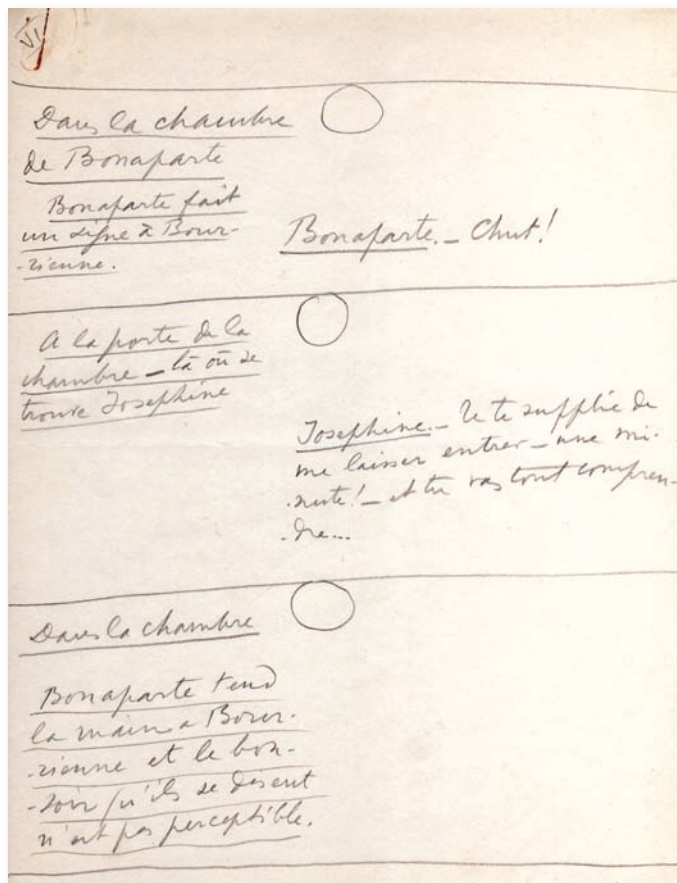 VI
Dans la chambre
de Bonaparte
Bonaparte fait
un signe à Bour-
-rienne.
Bonaparte._ Chut!
A la porte de la
chambre _ là où se
trouve Josephine
Josephine._ Je te supplie de
me laisser entrer _ une mi-
-nute! _ et tu vas tout compren-
-dre...
Dans la chambre
Bonaparte tend
la main a Bour-
-rienne et le bon-
-soir qu'ils se disent
n'est pas perceptible.